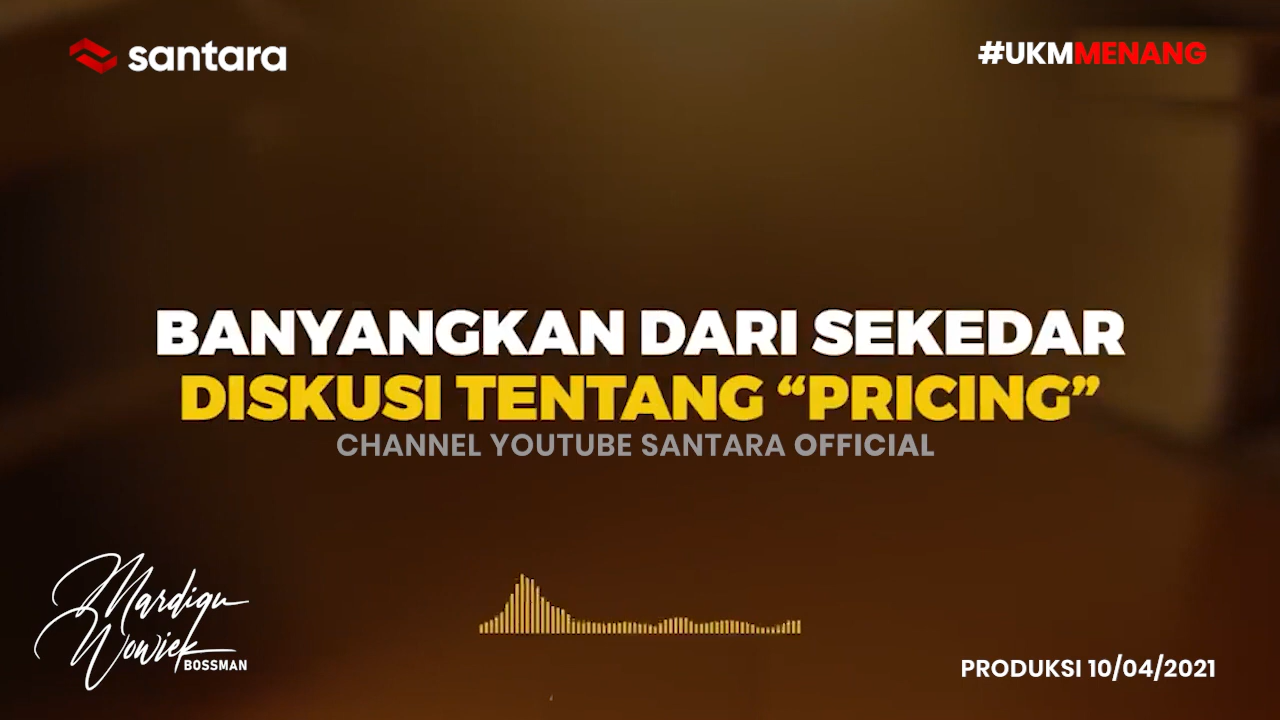 santara
#UKMMENANG
BANYANGKAN DARI SEKEDAR
DISKUSI TENTANG “PRICING”
CHANNEL YOUTUBE SANTARA OFFICIAL
Mardigu
Wowiek
BOSSMAN
PRODUKSI 10/04/2021